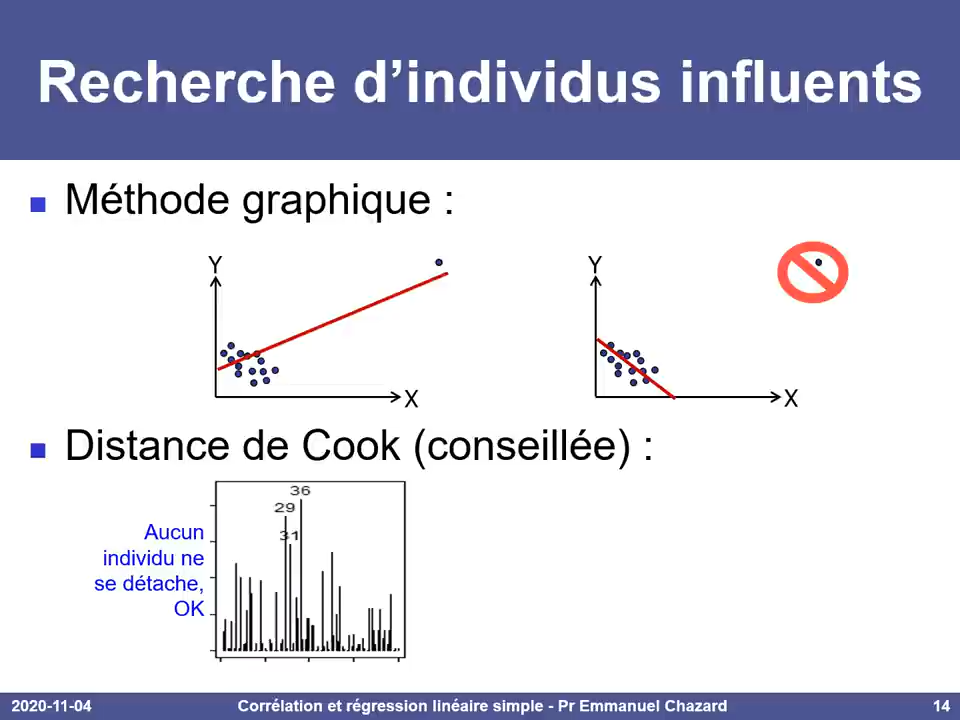 Recherche d’individus influents
Méthode graphique :
Y
X
Y
X
Distance de Cook (conseillée) :
36
29
31
Aucun
individu ne
se détache,
OK
2020-11-04
Corrélation et régression linéaire simple - Pr Emmanuel Chazard
14